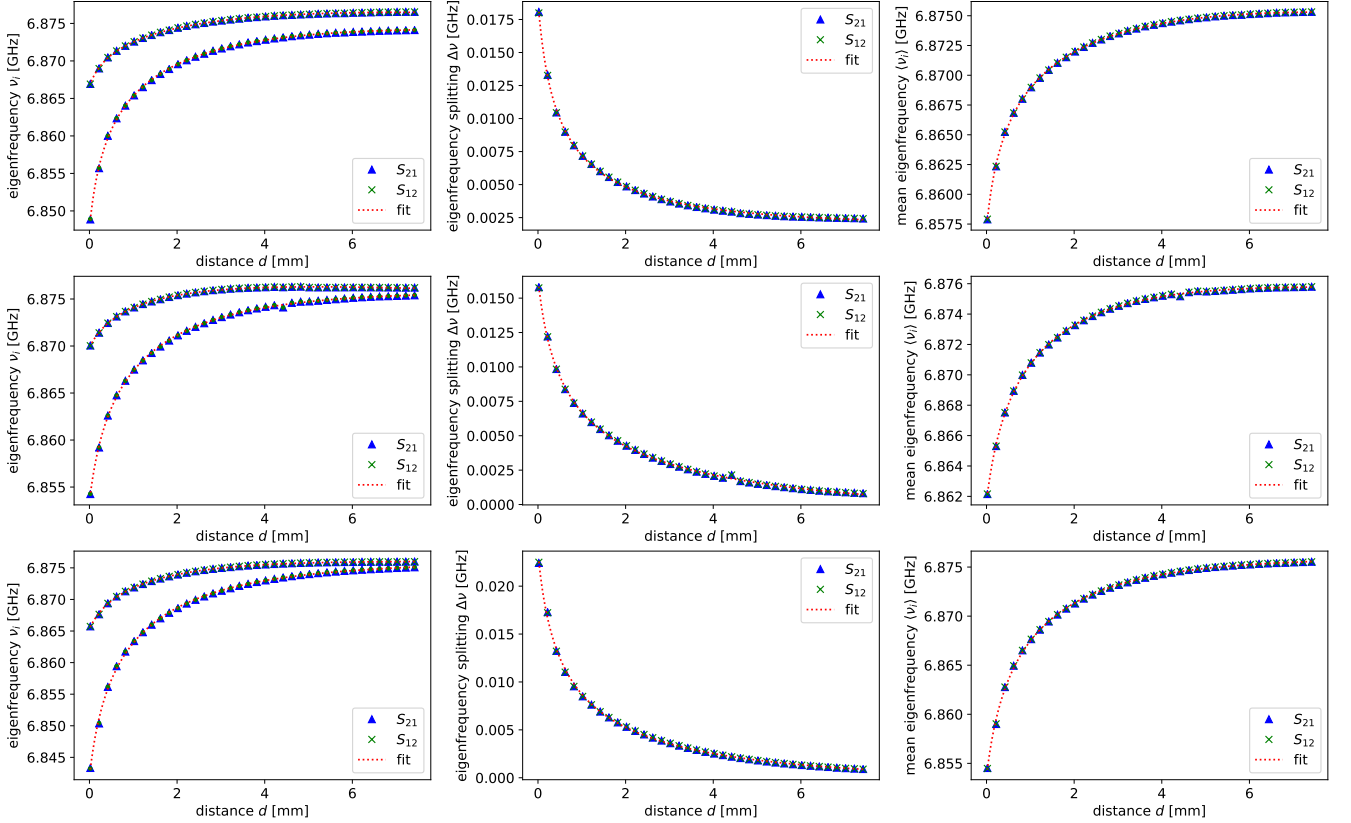 eigenfrequency νᵢ [GHz]
6.875
6.870
6.865
6.860
6.855
6.850
S₂₁
S₁₂
fit
0
2
4
6
distance d [mm]
eigenfrequency splitting Δν [GHz]
0.0175
0.0150
0.0125
0.0100
0.0075
0.0050
0.0025
S₂₁
S₁₂
fit
0
2
4
6
distance d [mm]
mean eigenfrequency ⟨νᵢ⟩ [GHz]
6.8750
6.8725
6.8700
6.8675
6.8650
6.8625
6.8600
6.8575
S₂₁
S₁₂
fit
0
2
4
6
distance d [mm]
eigenfrequency νᵢ [GHz]
6.875
6.870
6.865
6.860
6.855
S₂₁
S₁₂
fit
0
2
4
6
distance d [mm]
eigenfrequency splitting Δν [GHz]
0.0150
0.0125
0.0100
0.0075
0.0050
0.0025
0.0000
S₂₁
S₁₂
fit
0
2
4
6
distance d [mm]
mean eigenfrequency ⟨νᵢ⟩ [GHz]
6.876
6.874
6.872
6.870
6.868
6.866
6.864
6.862
S₂₁
S₁₂
fit
0
2
4
6
distance d [mm]
eigenfrequency νᵢ [GHz]
6.875
6.870
6.865
6.860
6.855
6.850
6.845
S₂₁
S₁₂
fit
0
2
4
6
distance d [mm]
eigenfrequency splitting Δν [GHz]
0.020
0.015
0.010
0.005
0.000
S₂₁
S₁₂
fit
0
2
4
6
distance d [mm]
mean eigenfrequency ⟨νᵢ⟩ [GHz]
6.875
6.870
6.865
6.860
6.855
S₂₁
S₁₂
fit
0
2
4
6
distance d [mm]